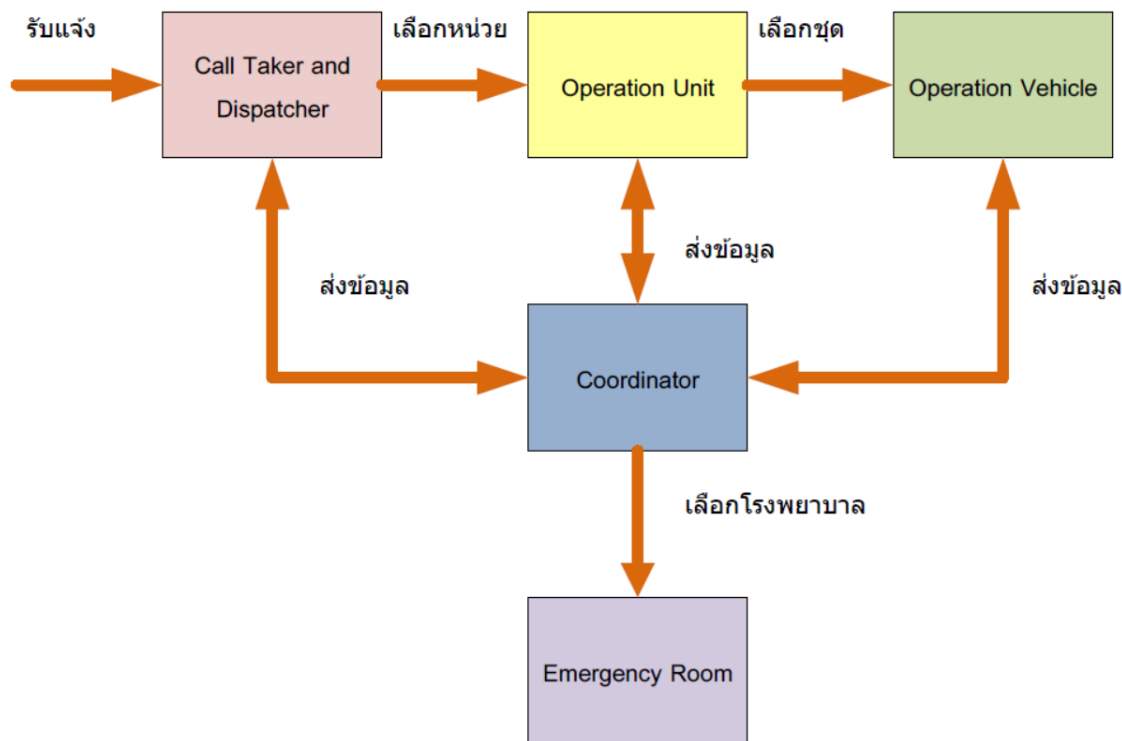 รับแจ้ง
Call Taker and
Dispatcher
เลือกหน่วย
Operation Unit
เลือกชุด
Operation Vehicle
ส่งข้อมูล
ส่งข้อมูล
ส่งข้อมูล
Coordinator
เลือกโรงพยาบาล
Emergency Room